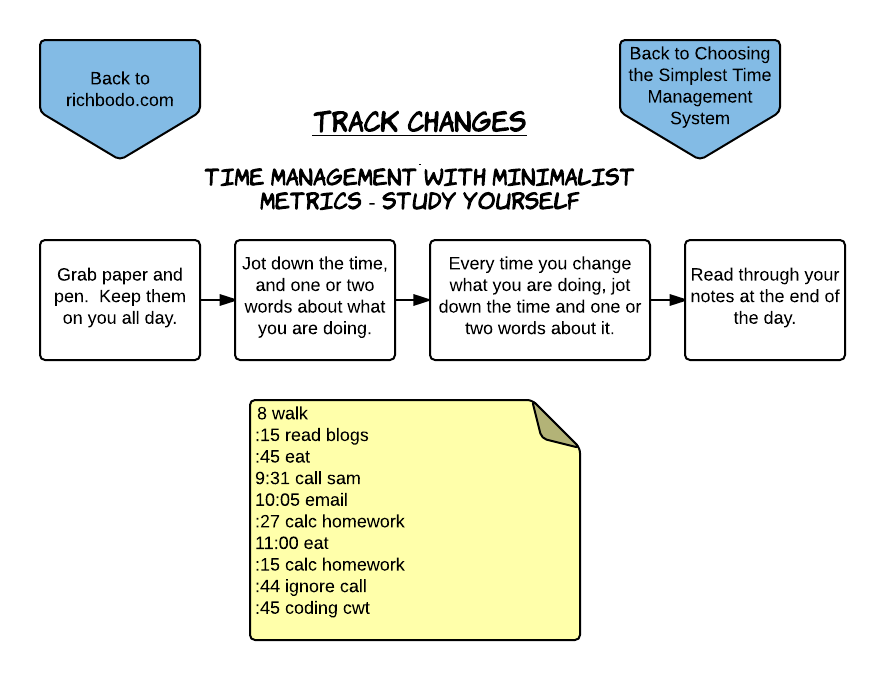 Back to
richbodo.com
Back to Choosing
the Simplest Time
Management
System
TRACK CHANGES
TIME MANAGEMENT WITH MINIMALIST
METRICS - STUDY YOURSELF
Grab paper and
pen.  Keep them
on you all day.
Jot down the time,
and one or two
words about what
you are doing.
Every time you change
what you are doing, jot
down the time and one or
two words about it.
Read through your
notes at the end of
the day.
8 walk
:15 read blogs
:45 eat
9:31 call sam
10:05 email
:27 calc homework
11:00 eat
:15 calc homework
:44 ignore call
:45 coding cwt